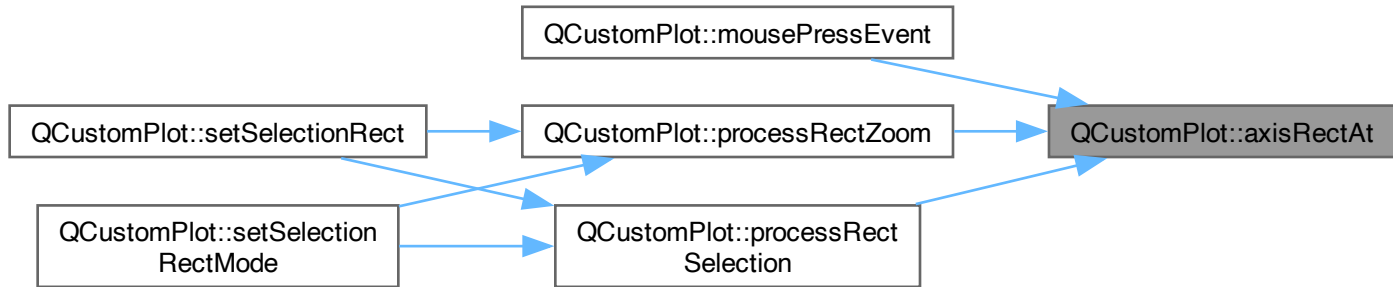 QCustomPlot::mousePressEvent
QCustomPlot::setSelectionRect
QCustomPlot::processRectZoom
QCustomPlot::axisRectAt
QCustomPlot::setSelection
RectMode
QCustomPlot::processRect
Selection